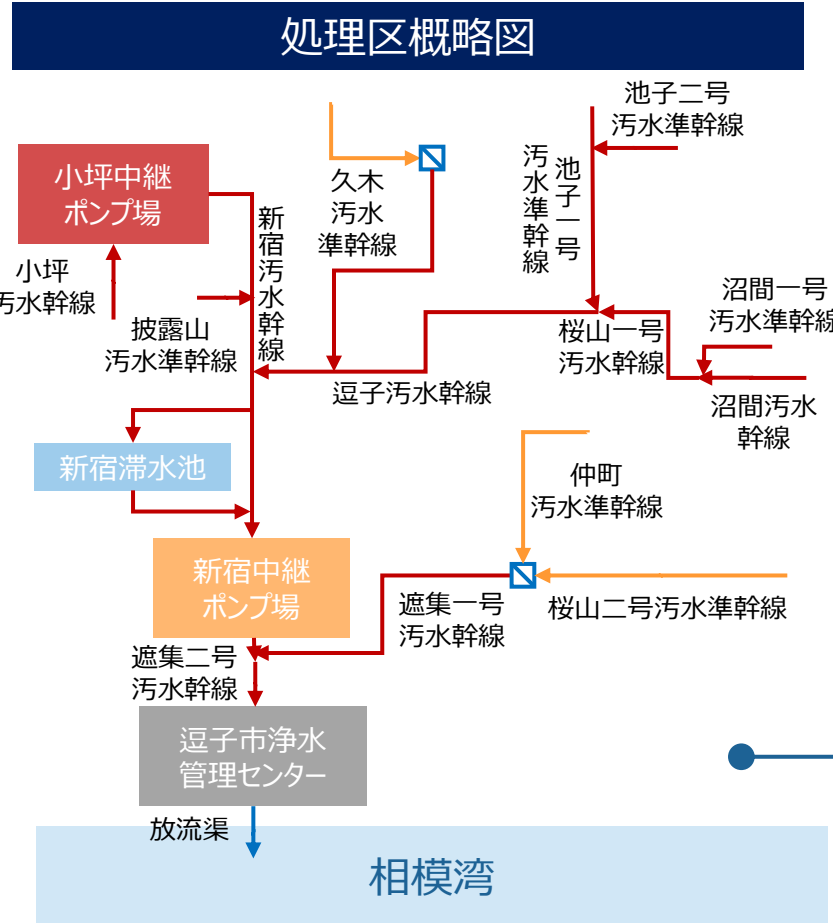 処理区概略図
池子二号
汚水準幹線
小坪中継
ポンプ場
久木
汚水
準幹線
池子一号
汚水準幹線
新宿汚水幹線
小坪
汚水幹線
披露山
汚水準幹線
沼間一号
汚水準幹線
桜山一号
汚水幹線
逗子汚水幹線
沼間汚水
幹線
新宿滞水池
仲町
汚水準幹線
新宿中継
ポンプ場
遮集一号
汚水幹線
桜山二号汚水準幹線
遮集二号
汚水幹線
逗子市浄水
管理センター
放流渠
相模湾